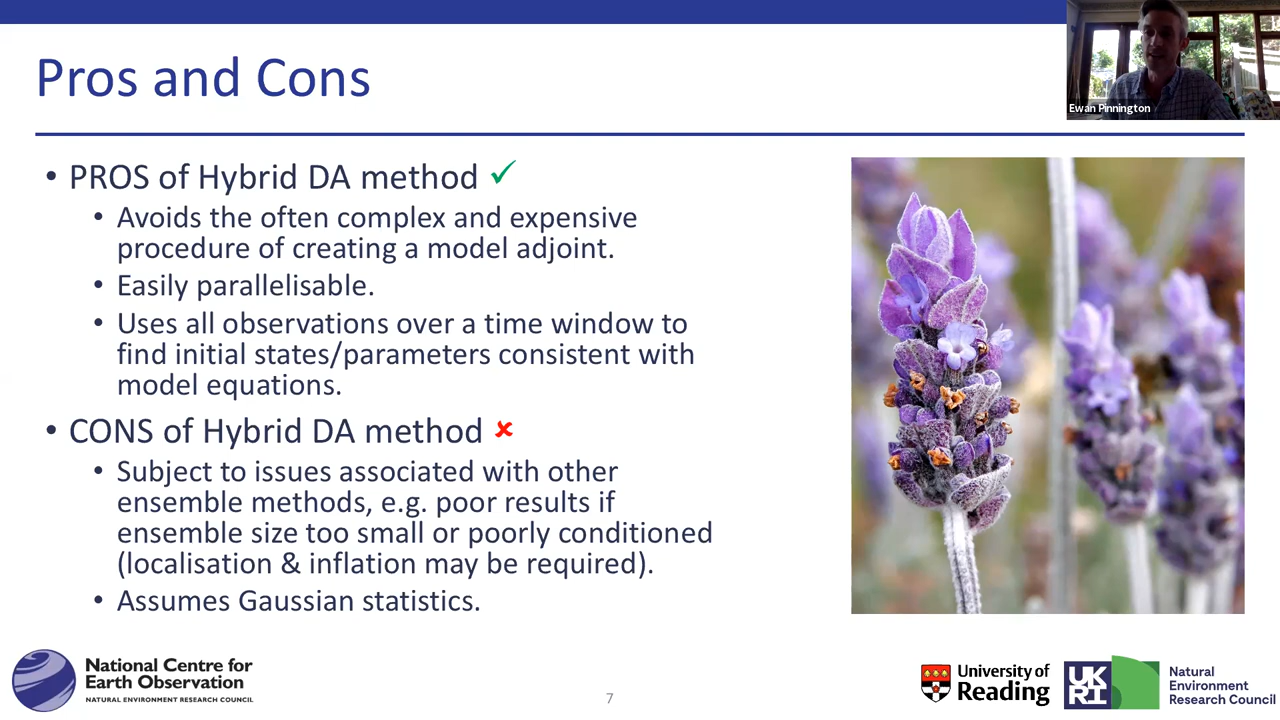 Pros and Cons
Ewan Pinnington
• PROS of Hybrid DA method ✓
• Avoids the often complex and expensive
procedure of creating a model adjoint.
• Easily parallelisable.
• Uses all observations over a time window to
find initial states/parameters consistent with
model equations.
• CONS of Hybrid DA method ✘
• Subject to issues associated with other
ensemble methods, e.g. poor results if
ensemble size too small or poorly conditioned
(localisation & inflation may be required).
• Assumes Gaussian statistics.
National Centre for
Earth Observation
NATURAL ENVIRONMENT RESEARCH COUNCIL
7
University of
Reading
UK
RI
Natural
Environment
Research Council